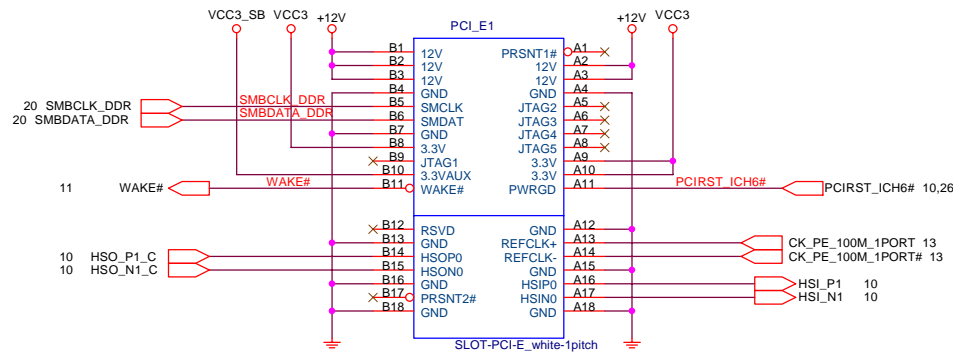 VCC3_SB VCC3 +12V +12V VCC3
PCI_E1
B1 12V PRSNT1# A1
B2 12V 12V A2
B3 12V 12V A3
B4 GND GND A4
20 SMBCLK_DDR SMBCLK_DDR B5 SMCLK JTAG2 A5
20 SMBDATA_DDR SMBDATA_DDR B6 SMDAT JTAG3 A6
B7 GND JTAG4 A7
B8 3.3V JTAG5 A8
B9 JTAG1 3.3V A9
B10 3.3VAUX 3.3V A10
11 WAKE# WAKE# B11 WAKE# PWRGD A11 PCIRST_ICH6# PCIRST_ICH6# 10,26
B12 RSVD GND A12
B13 GND REFCLK+ A13 CK_PE_100M_1PORT 13
10 HSO_P1_C B14 HSOP0 REFCLK- A14 CK_PE_100M_1PORT# 13
10 HSO_N1_C B15 HSON0 GND A15
B16 GND HSIP0 A16 HSI_P1 10
B17 PRSNT2# HSIN0 A17 HSI_N1 10
B18 GND GND A18
SLOT-PCI-E_white-1pitch